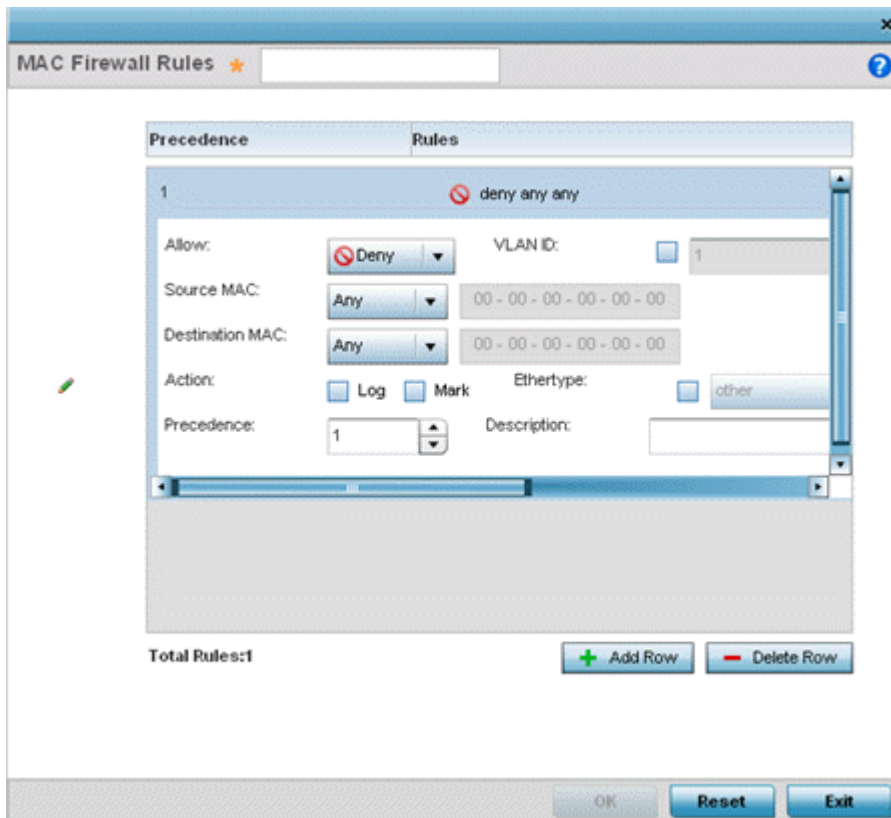 ×
MAC Firewall Rules * ?
Precedence Rules
1 deny any any
Allow: Deny VLAN ID: 1
Source MAC: Any 00 - 00 - 00 - 00 - 00 - 00
Destination MAC: Any 00 - 00 - 00 - 00 - 00 - 00
Action: Log Mark Ethertype: other
Precedence: 1 Description:
Total Rules:1 + Add Row − Delete Row
OK Reset Exit